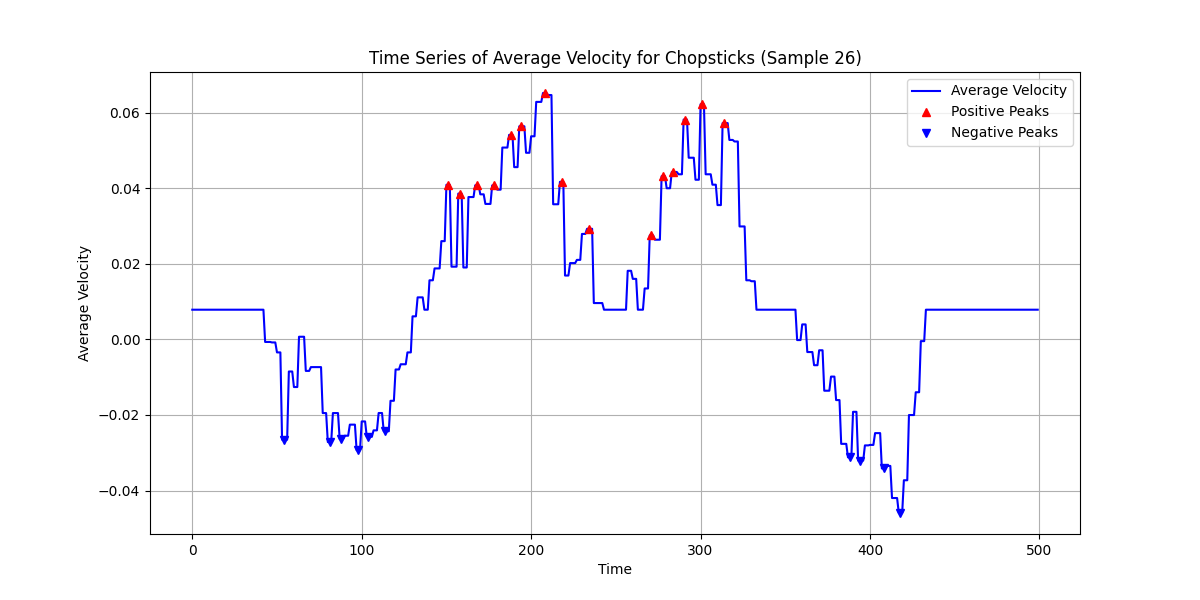 Time Series of Average Velocity for Chopsticks (Sample 26)
Average Velocity
Positive Peaks
Negative Peaks
Average Velocity
0.06
0.04
0.02
0.00
−0.02
−0.04
0 100 200 300 400 500
Time